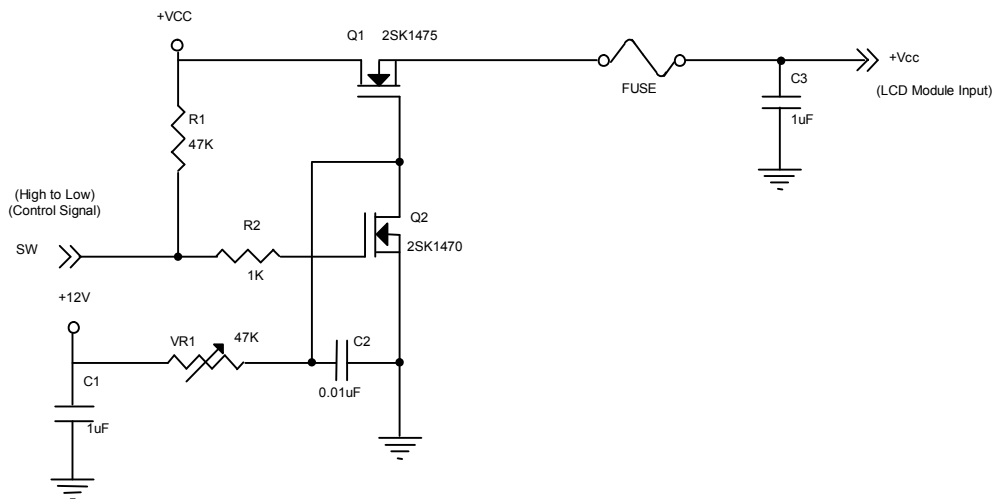 +VCC
Q1 2SK1475
+Vcc
(LCD Module Input)
FUSE
C3
1uF
R1
47K
(High to Low)
(Control Signal)
SW
R2
1K
Q2
2SK1470
+12V
VR1
47K
C2
0.01uF
C1
1uF